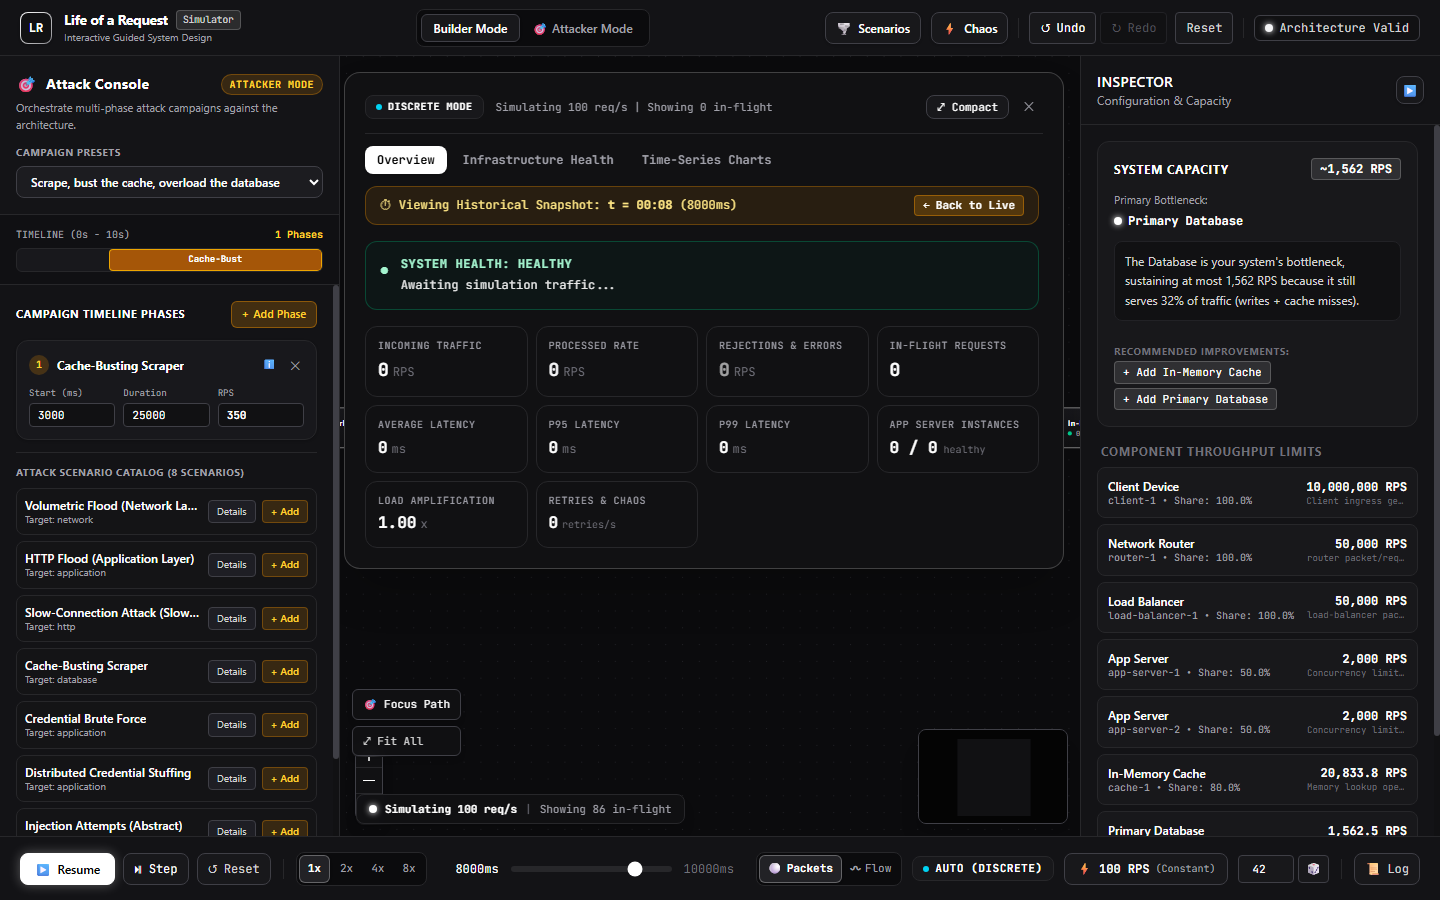 LR
Life of a Request Simulator
Interactive Guided System Design
Builder Mode
Attacker Mode
Scenarios
Chaos
↺ Undo
↻ Redo
Reset
Architecture Valid
Attack Console
ATTACKER MODE
Orchestrate multi-phase attack campaigns against the
architecture.
CAMPAIGN PRESETS
Scrape, bust the cache, overload the database
TIMELINE (0s - 10s)
1 Phases
Cache-Bust
CAMPAIGN TIMELINE PHASES
+ Add Phase
1
Cache-Busting Scraper
Start (ms)
Duration
RPS
3000
25000
350
ATTACK SCENARIO CATALOG (8 SCENARIOS)
Volumetric Flood (Network La...
Target: network
Details
+ Add
HTTP Flood (Application Layer)
Target: application
Details
+ Add
Slow-Connection Attack (Slow...
Target: http
Details
+ Add
Cache-Busting Scraper
Target: database
Details
+ Add
Credential Brute Force
Target: application
Details
+ Add
Distributed Credential Stuffing
Target: application
Details
+ Add
Injection Attempts (Abstract)
Details
+ Add
DISCRETE MODE
Simulating 100 req/s | Showing 0 in-flight
⤢ Compact
Overview
Infrastructure Health
Time-Series Charts
⏱ Viewing Historical Snapshot: t = 00:08 (8000ms)
← Back to Live
SYSTEM HEALTH: HEALTHY
Awaiting simulation traffic...
INCOMING TRAFFIC
0 RPS
PROCESSED RATE
0 RPS
REJECTIONS & ERRORS
0 RPS
IN-FLIGHT REQUESTS
0
AVERAGE LATENCY
0 ms
P95 LATENCY
0 ms
P99 LATENCY
0 ms
APP SERVER INSTANCES
0 / 0 healthy
LOAD AMPLIFICATION
1.00 x
RETRIES & CHAOS
0 retries/s
In-
Focus Path
⤢ Fit All
Simulating 100 req/s | Showing 86 in-flight
INSPECTOR
Configuration & Capacity
SYSTEM CAPACITY
~1,562 RPS
Primary Bottleneck:
Primary Database
The Database is your system's bottleneck,
sustaining at most 1,562 RPS because it still
serves 32% of traffic (writes + cache misses).
RECOMMENDED IMPROVEMENTS:
+ Add In-Memory Cache
+ Add Primary Database
COMPONENT THROUGHPUT LIMITS
Client Device
10,000,000 RPS
client-1 • Share: 100.0%
Client ingress ge…
Network Router
50,000 RPS
router-1 • Share: 100.0%
router packet/req…
Load Balancer
50,000 RPS
load-balancer-1 • Share: 100.0%
load-balancer pac…
App Server
2,000 RPS
app-server-1 • Share: 50.0%
Concurrency limit…
App Server
2,000 RPS
app-server-2 • Share: 50.0%
Concurrency limit…
In-Memory Cache
20,833.8 RPS
cache-1 • Share: 80.0%
Memory lookup ope…
Primary Database
1,562.5 RPS
Resume
Step
↺ Reset
1x
2x
4x
8x
8000ms
10000ms
Packets
Flow
AUTO (DISCRETE)
100 RPS (Constant)
42
Log